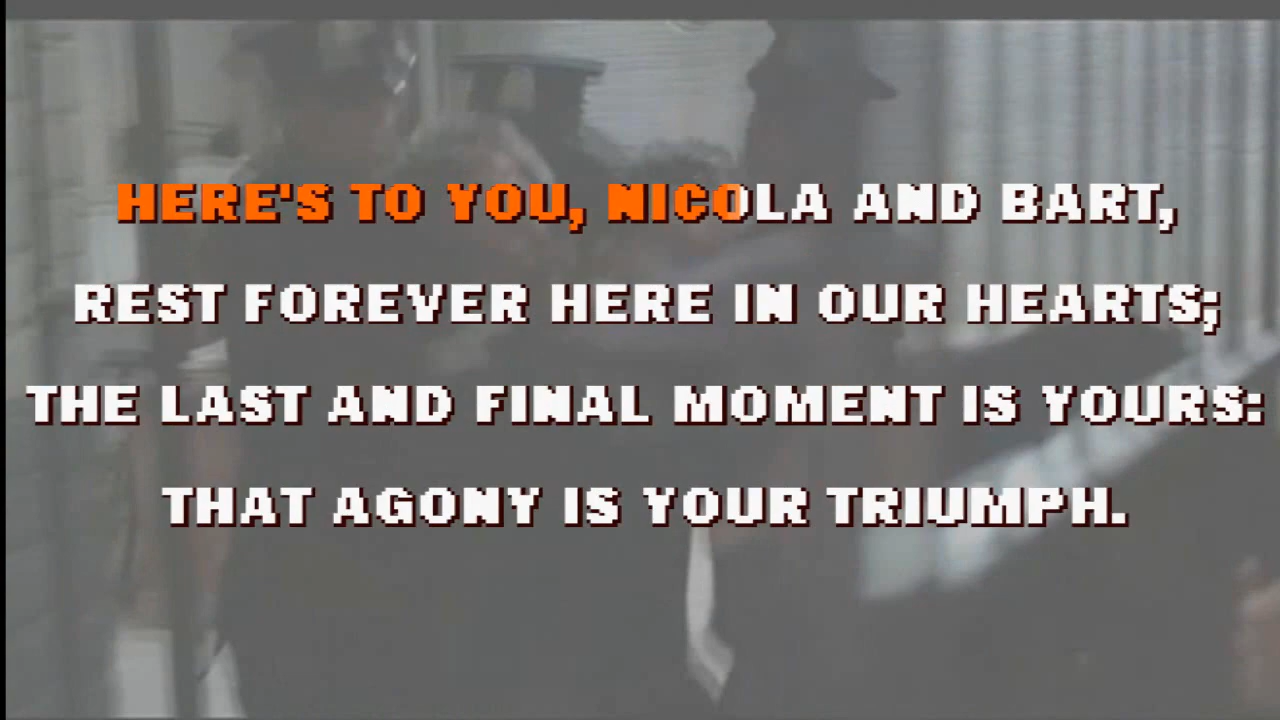 HERE'S TO YOU, NICOLA AND BART,
REST FOREVER HERE IN OUR HEARTS;
THE LAST AND FINAL MOMENT IS YOURS:
THAT AGONY IS YOUR TRIUMPH.